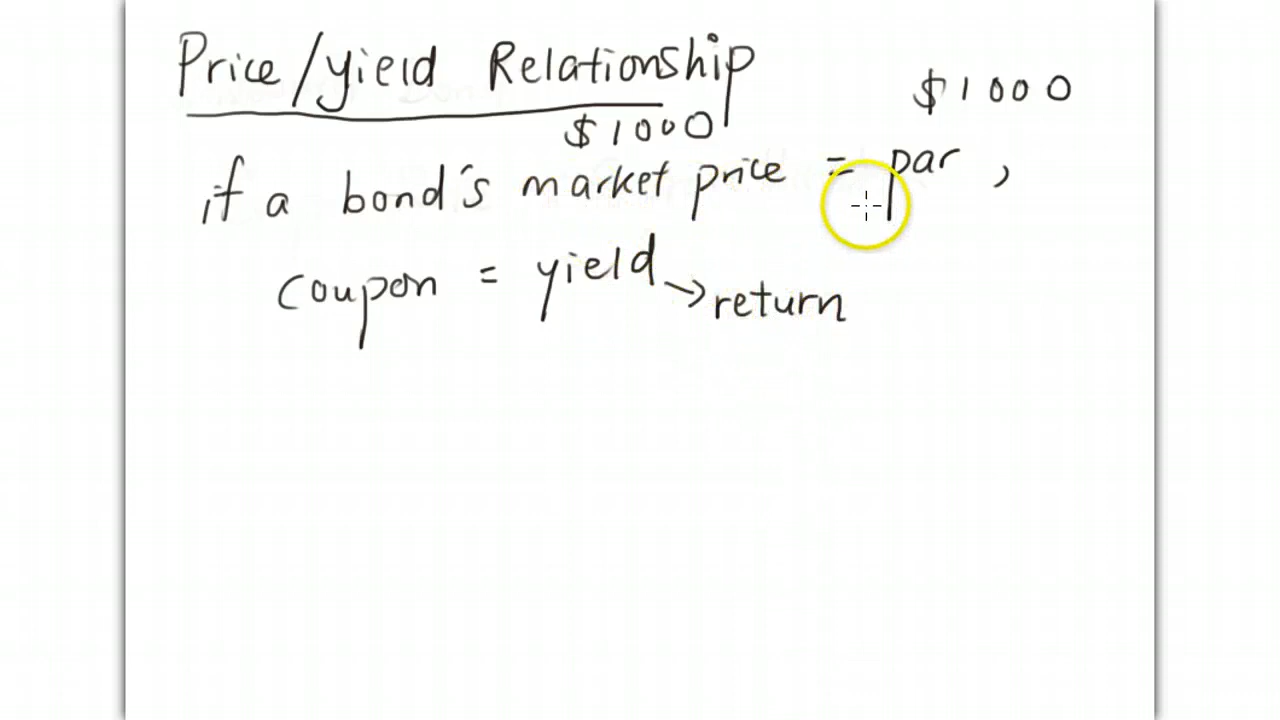 Price/yield Relationship
$1000
$1000
if a bond's market price = par,
coupon = yield → return